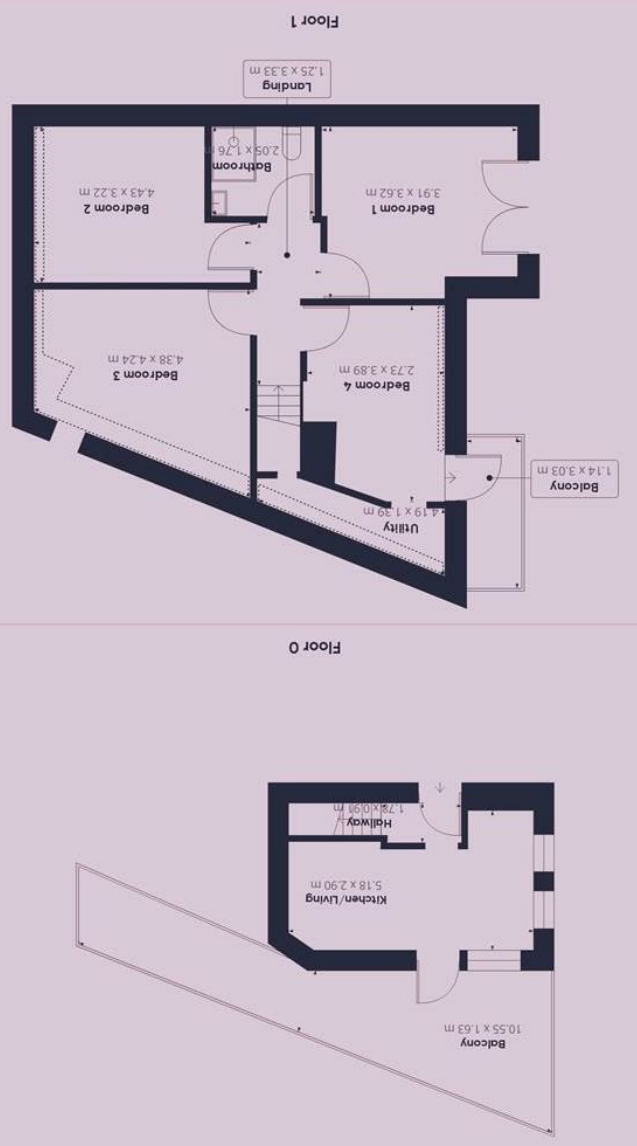 Balcony
10.55 x 1.63 m
Kitchen/Living
5.18 x 2.90 m
Hallway
1.78 x 0.91 m
Floor 0
Utility
4.19 x 1.39 m
Balcony
1.14 x 3.03 m
Bedroom 4
2.73 x 3.89 m
Bedroom 3
4.38 x 4.24 m
Bedroom 1
3.91 x 3.62 m
Bedroom 2
4.43 x 3.22 m
Bathroom
2.05 x 1.76 m
Landing
1.25 x 3.33 m
Floor 1